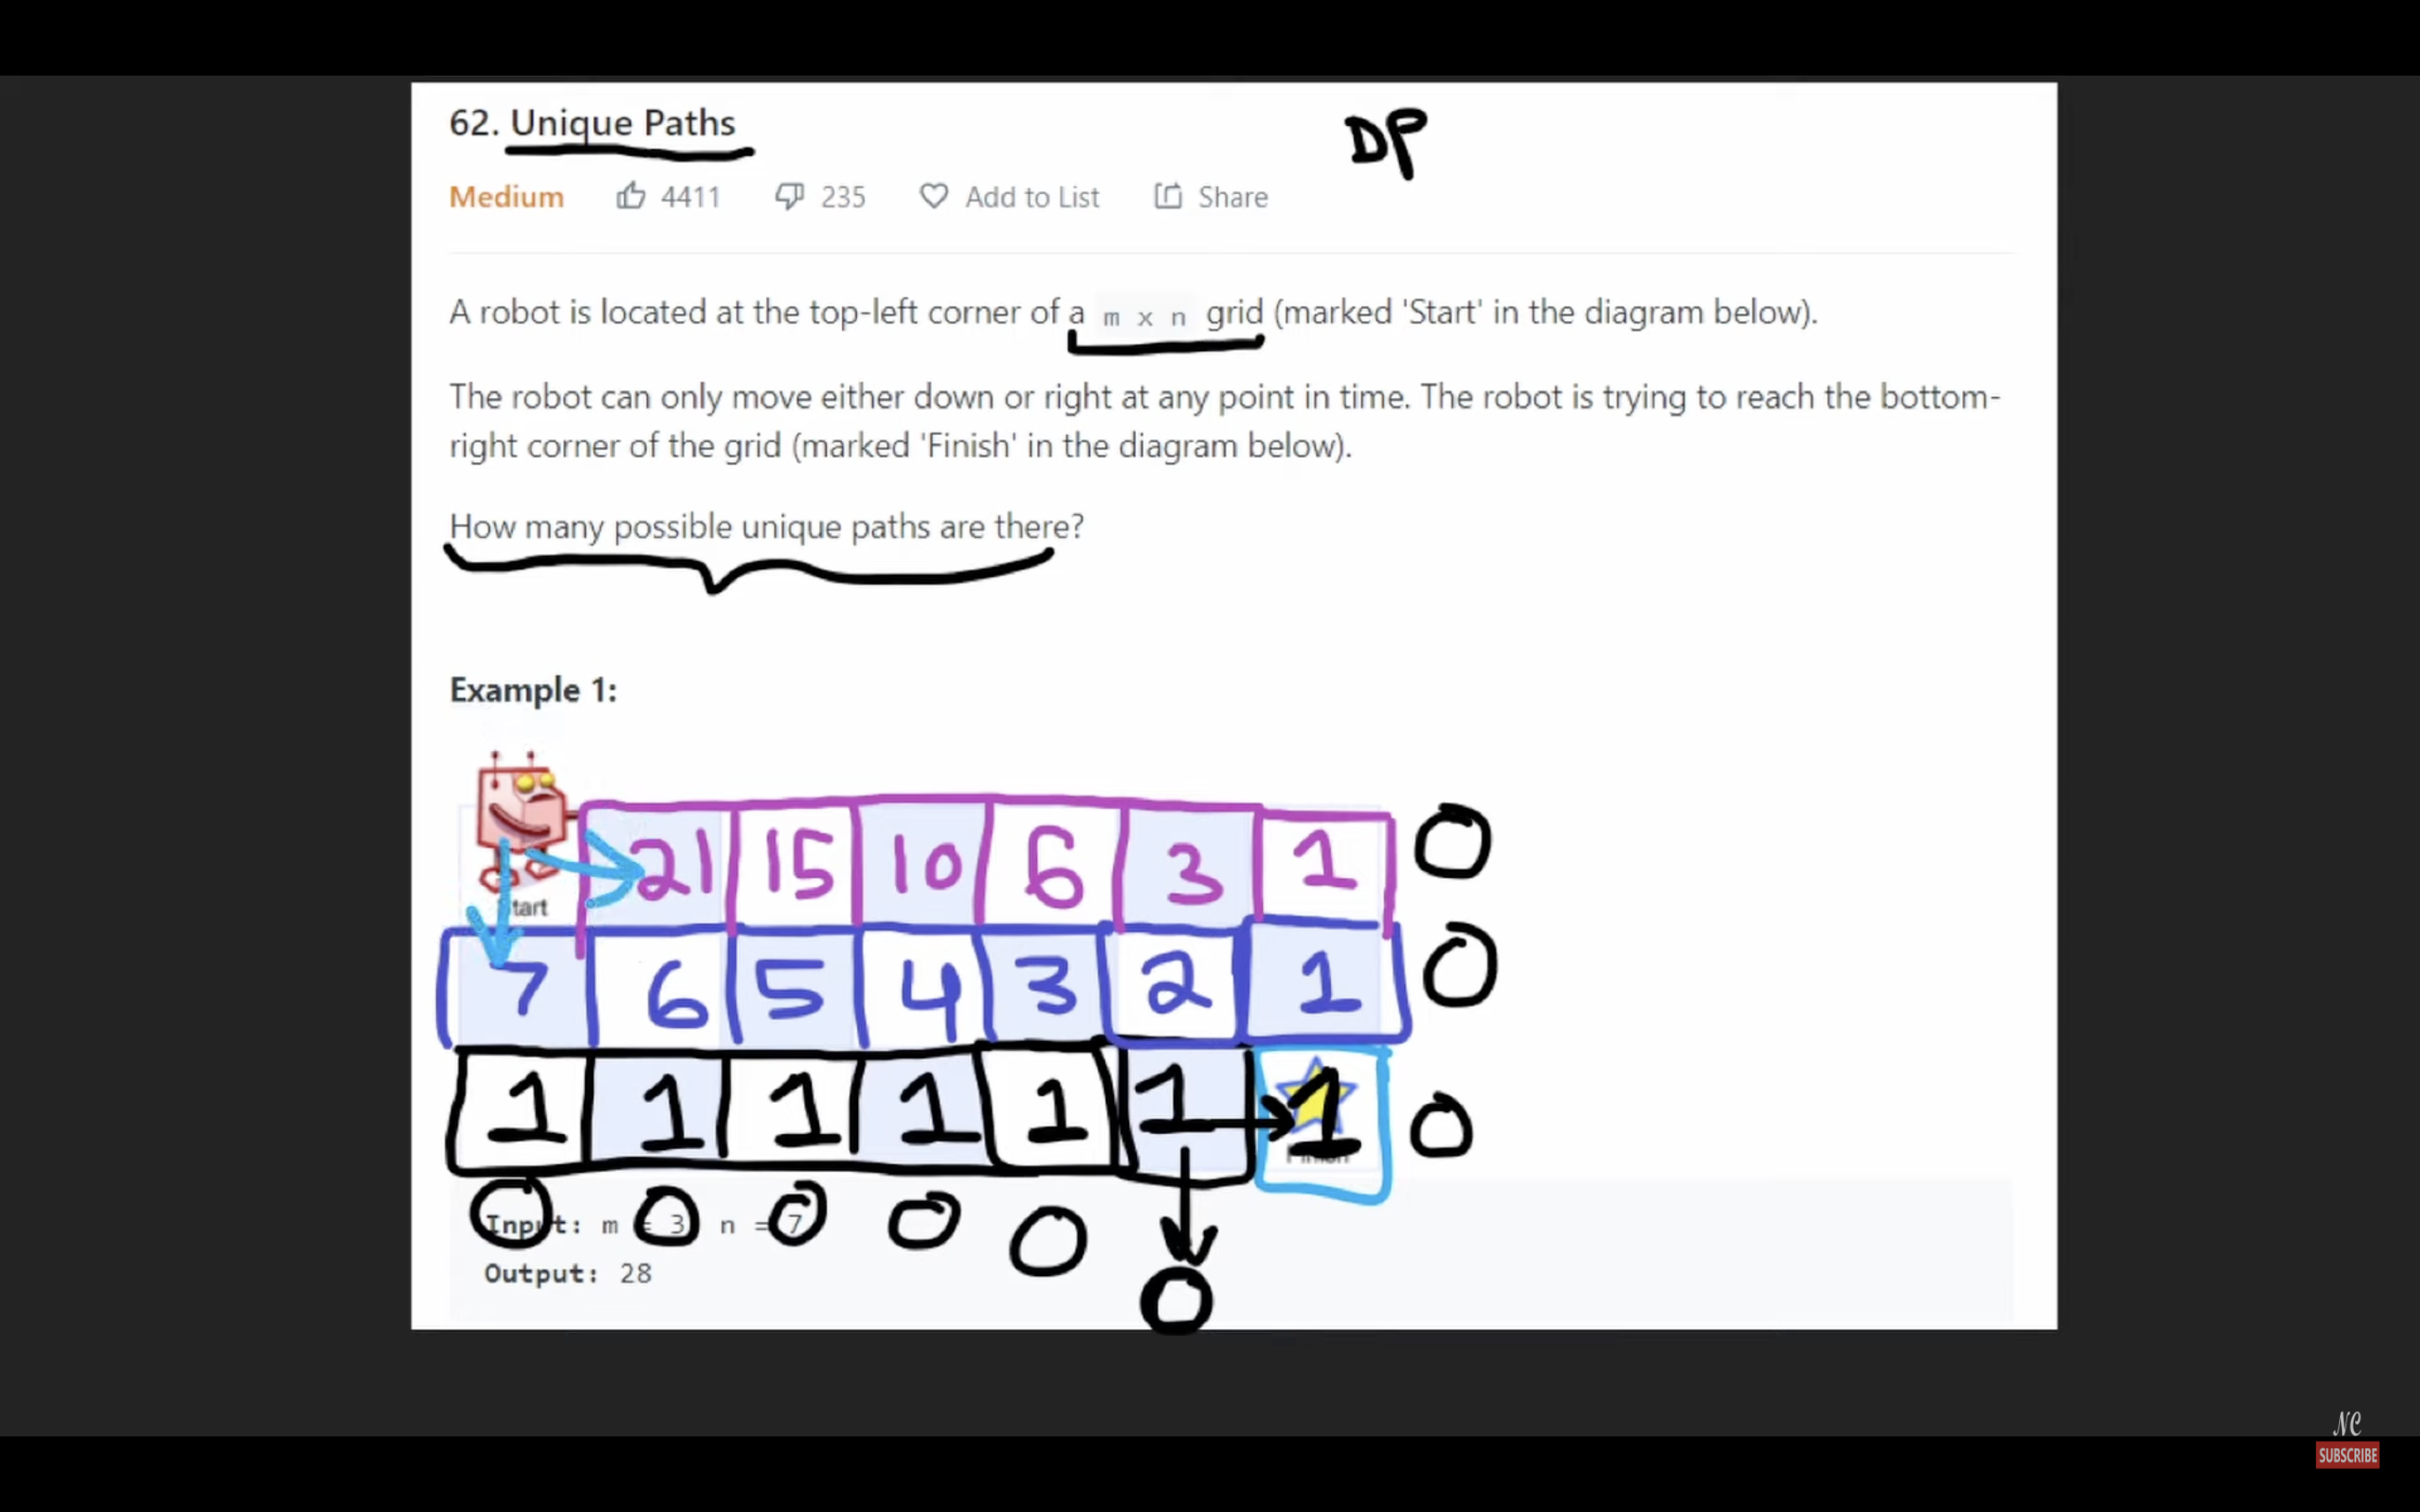 62. Unique Paths
DP
Medium 4411 235 Add to List Share
A robot is located at the top-left corner of a m x n grid (marked 'Start' in the diagram below).
The robot can only move either down or right at any point in time. The robot is trying to reach the bottom-
right corner of the grid (marked 'Finish' in the diagram below).
How many possible unique paths are there?
Example 1:
21 15 10 6 3 1 0
Start
7 6 5 4 3 2 1 0
1 1 1 1 1 1 1 0
Finish
0 0 0 0 0
Input: m = 3, n = 7
Output: 28
0
NC
SUBSCRIBE